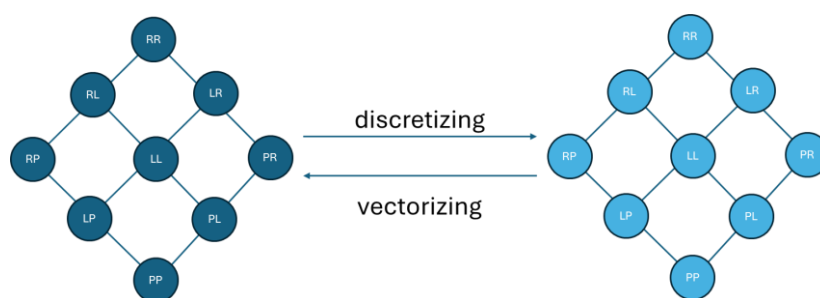 RR
RL
LR
RP
LL
PR
LP
PL
PP
discretizing
vectorizing
RR
RL
LR
RP
LL
PR
LP
PL
PP